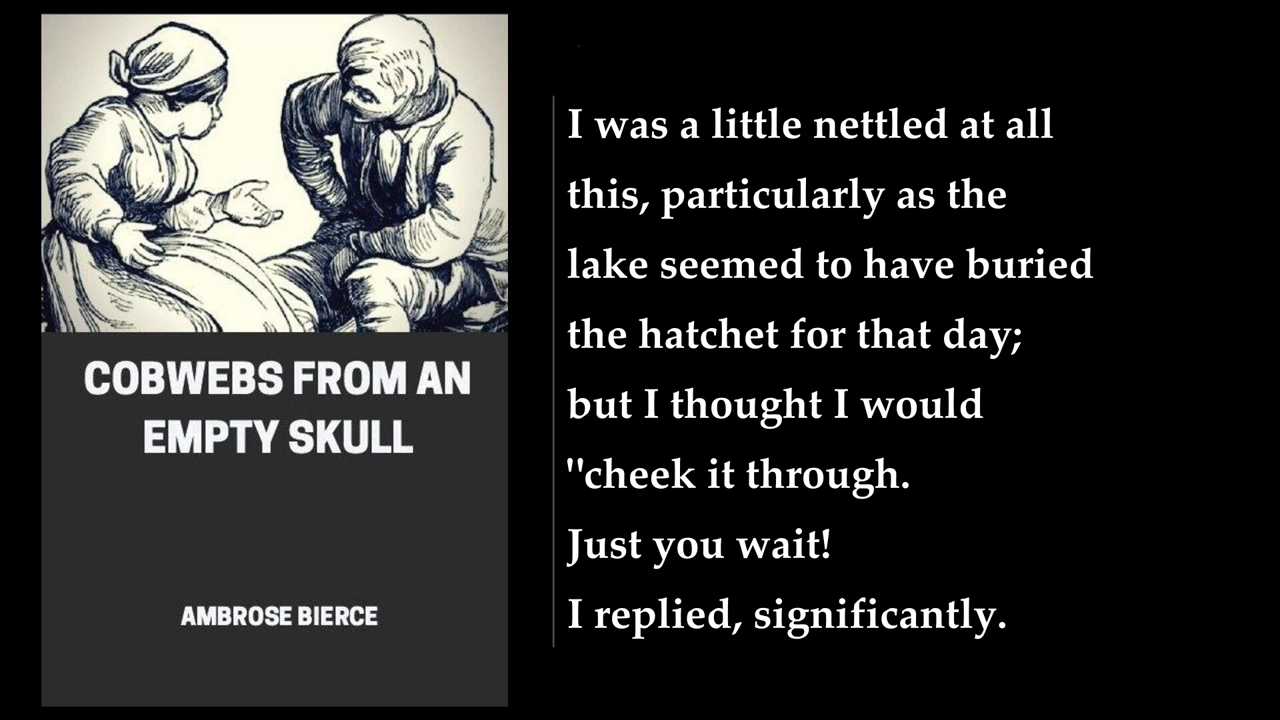 COBWEBS FROM AN
EMPTY SKULL
AMBROSE BIERCE
I was a little nettled at all
this, particularly as the
lake seemed to have buried
the hatchet for that day;
but I thought I would
"cheek it through.
Just you wait!
I replied, significantly.